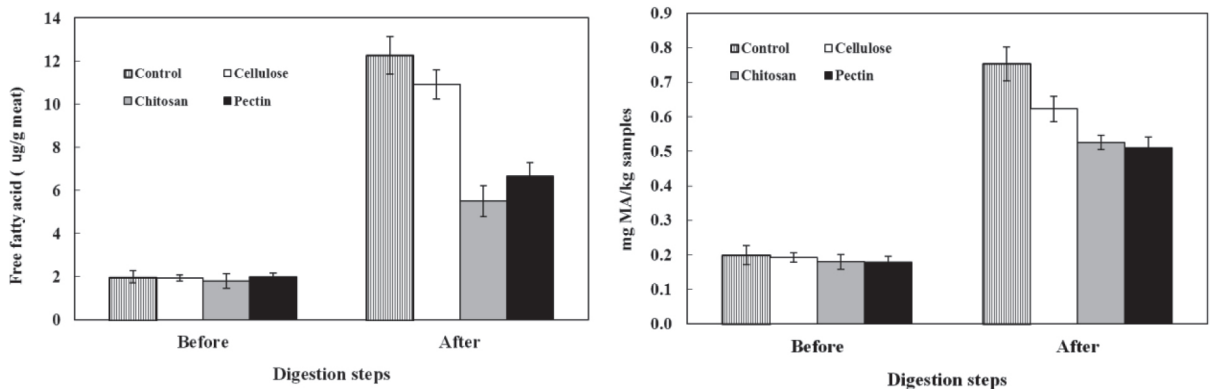 14
12
10
8
6
4
2
0
Free fatty acid ( ug/g meat)
Control Cellulose
Chitosan Pectin
Before After
Digestion steps
0.9
0.8
0.7
0.6
0.5
0.4
0.3
0.2
0.1
0.0
mg MA/kg samples
Control Cellulose
Chitosan Pectin
Before After
Digestion steps